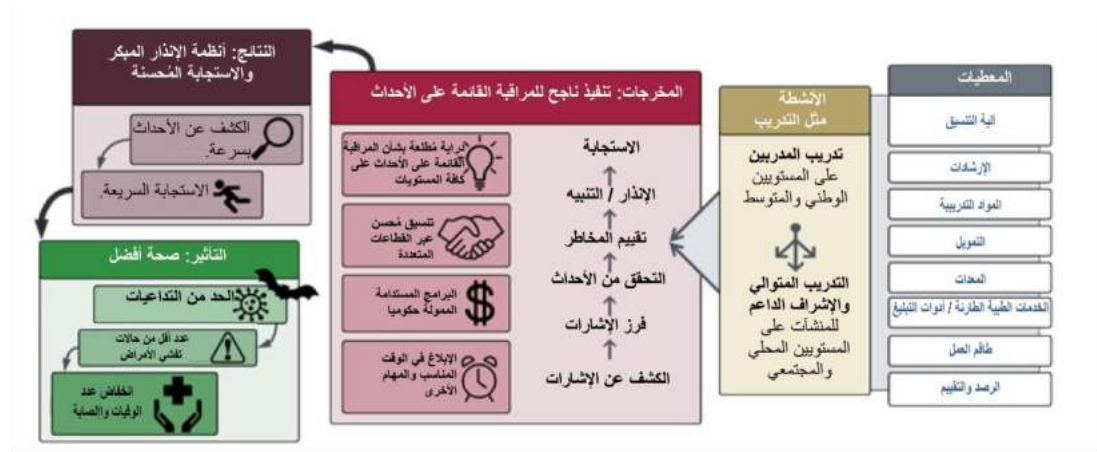 المعطيات
آلية التنسيق
الإرشادات
المواد التدريبية
التمويل
المعدات
الخدمات الطبية الطارئة / أدوات التبليغ
طاقم العمل
الرصد والتقييم
الأنشطة
مثل التدريب
تدريب المدربين
على المستويين
الوطني والمتوسط
التدريب المتوالي
والإشراف الداعم
للمنشآت على
المستويين المحلي
والمجتمعي
المخرجات: تنفيذ ناجح للمراقبة القائمة على الأحداث
الاستجابة
الإنذار / التنبيه
تقييم المخاطر
التحقق من الأحداث
فرز الإشارات
الكشف عن الإشارات
دراية مُطلعة بشأن المراقبة
القائمة على الأحداث على
كافة المستويات
تنسيق مُحسن
عبر القطاعات
المتعددة
البرامج المستدامة
الممولة حكوميا
الإبلاغ في الوقت
المناسب والمهام
الأخرى
النتائج: أنظمة الإنذار المبكر
والاستجابة المُحسنة
الكشف عن الأحداث
بسرعة.
الاستجابة السريعة.
التأثير: صحة أفضل
الحد من التداعيات
عدد أقل من حالات
تفشي الأمراض
انخفاض عدد
الوفيات والصابة